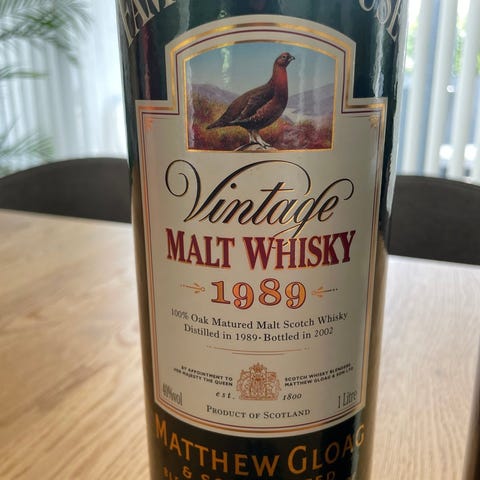 Vintage
MALT WHISKY
1989
100% Oak Matured Malt Scotch Whisky
Distilled in 1989 · Bottled in 2002
BY APPOINTMENT TO
HER MAJESTY THE QUEEN
SCOTCH WHISKY BLENDERS
MATTHEW GLOAG & SON LTD
est. 1800
40%vol
PRODUCT OF SCOTLAND
1 Litre
MATTHEW GLOAG
&